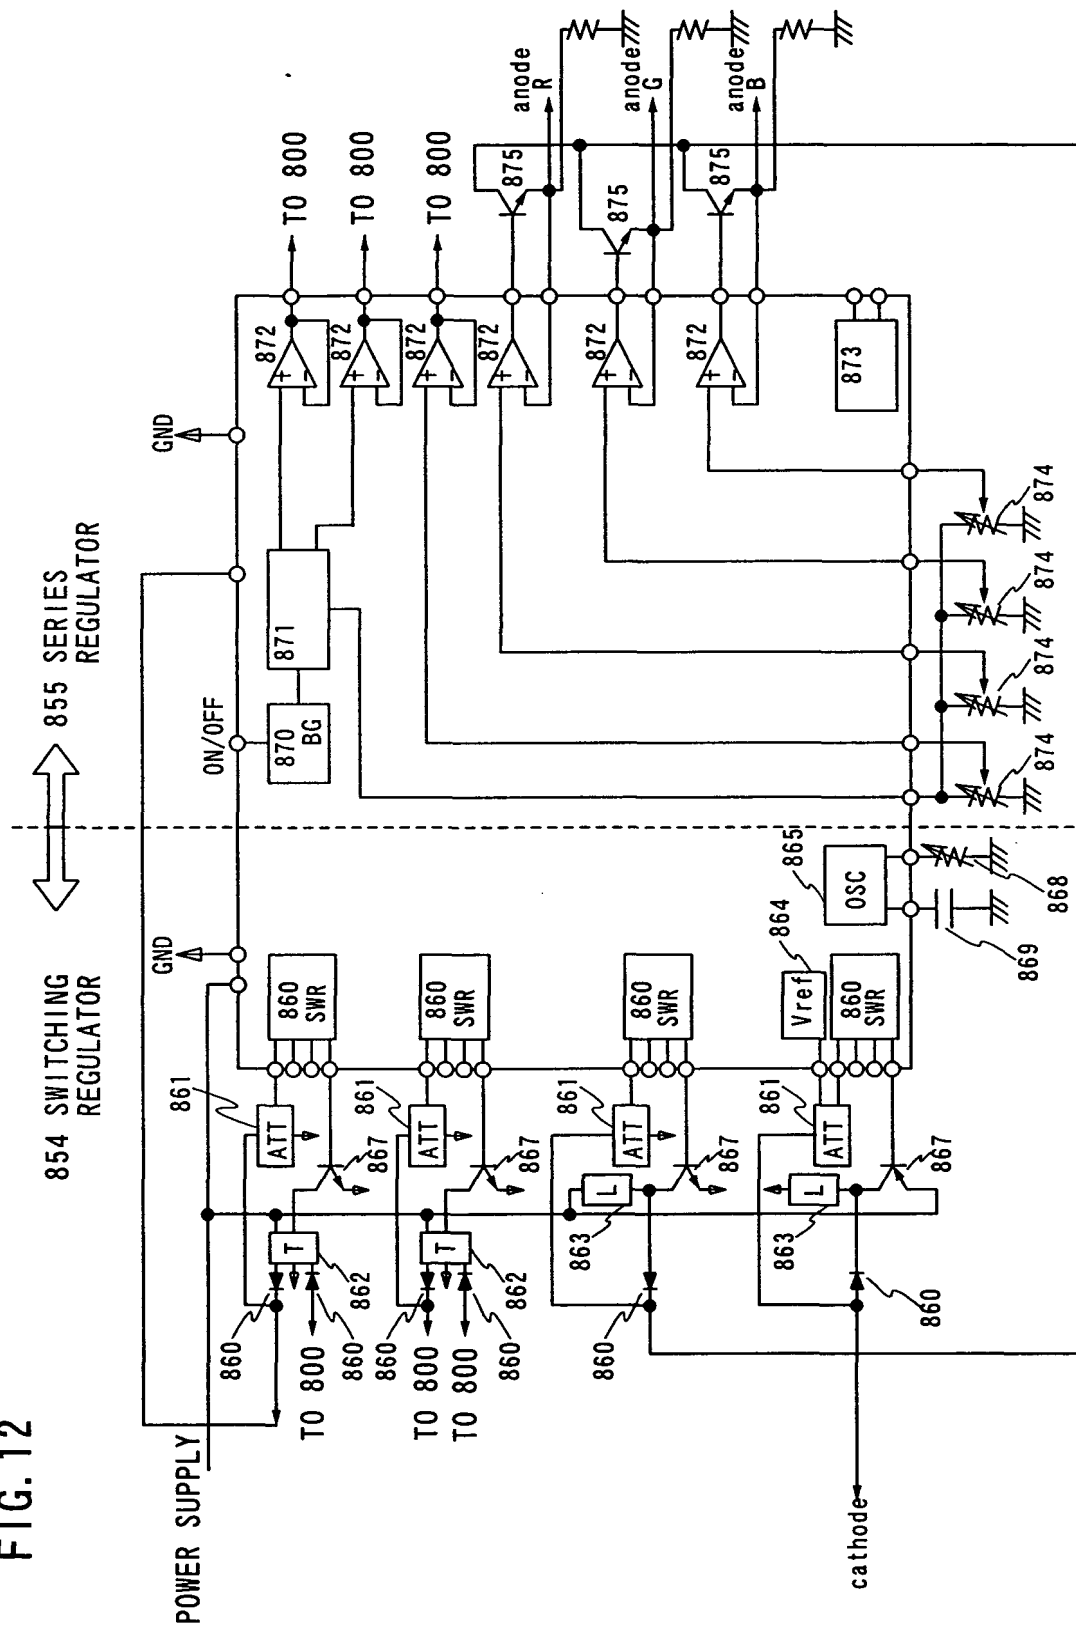 FIG. 12
854 SWITCHING
REGULATOR
855 SERIES
REGULATOR
POWER SUPPLY
GND
ON/OFF
GND
861
ATT
860
SWR
867
T
862
860
860
TO 800
870
BG
871
872
TO 800
872
TO 800
872
TO 800
861
ATT
860
SWR
867
T
862
860
860
TO 800
TO 800
872
875
anode
R
861
ATT
860
SWR
867
L
863
860
872
875
anode
G
864
Vref
861
ATT
860
SWR
867
L
863
860
cathode
872
875
anode
B
865
OSC
873
869
868
874
874
874
874
+
-
+
-
+
-
+
-
+
-
+
-